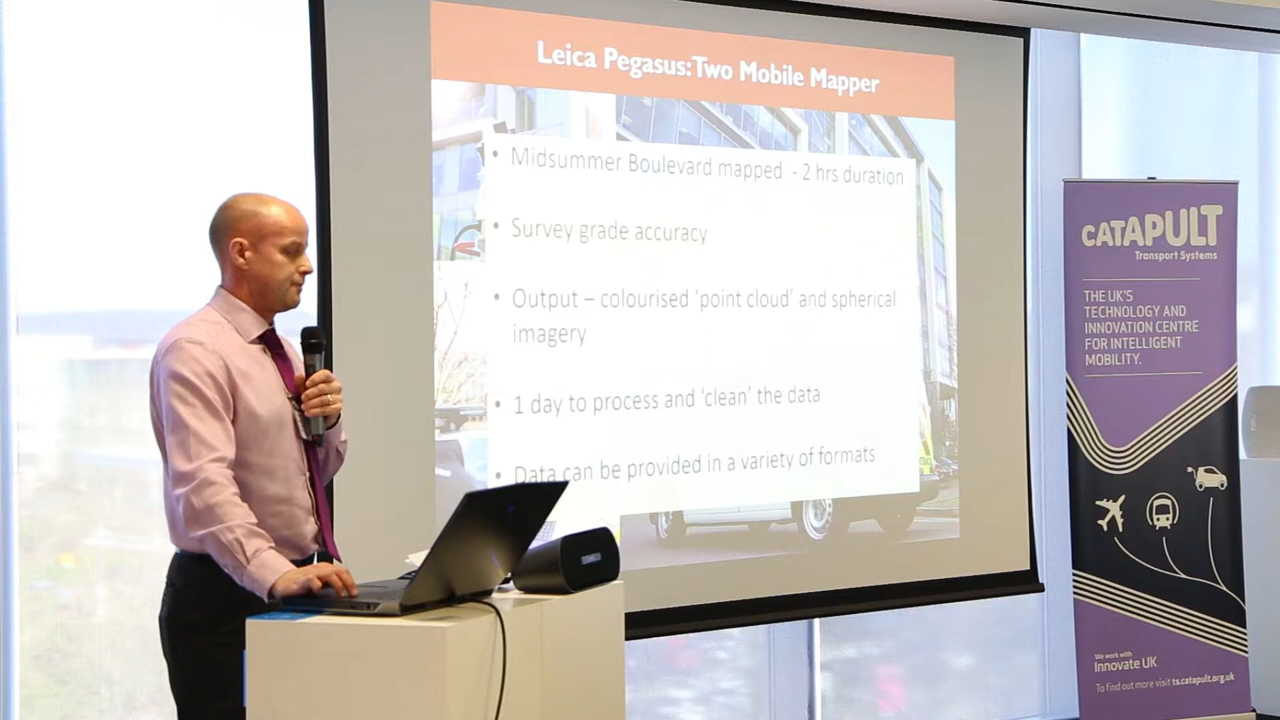 Leica Pegasus:Two Mobile Mapper
• Midsummer Boulevard mapped - 2 hrs duration
• Survey grade accuracy
• Output – colourised ‘point cloud’ and spherical
imagery
• 1 day to process and ‘clean’ the data
• Data can be provided in a variety of formats
CATAPULT
Transport Systems
THE UK'S
TECHNOLOGY AND
INNOVATION CENTRE
FOR INTELLIGENT
MOBILITY.
We work with
Innovate UK
To find out more visit ts.catapult.org.uk